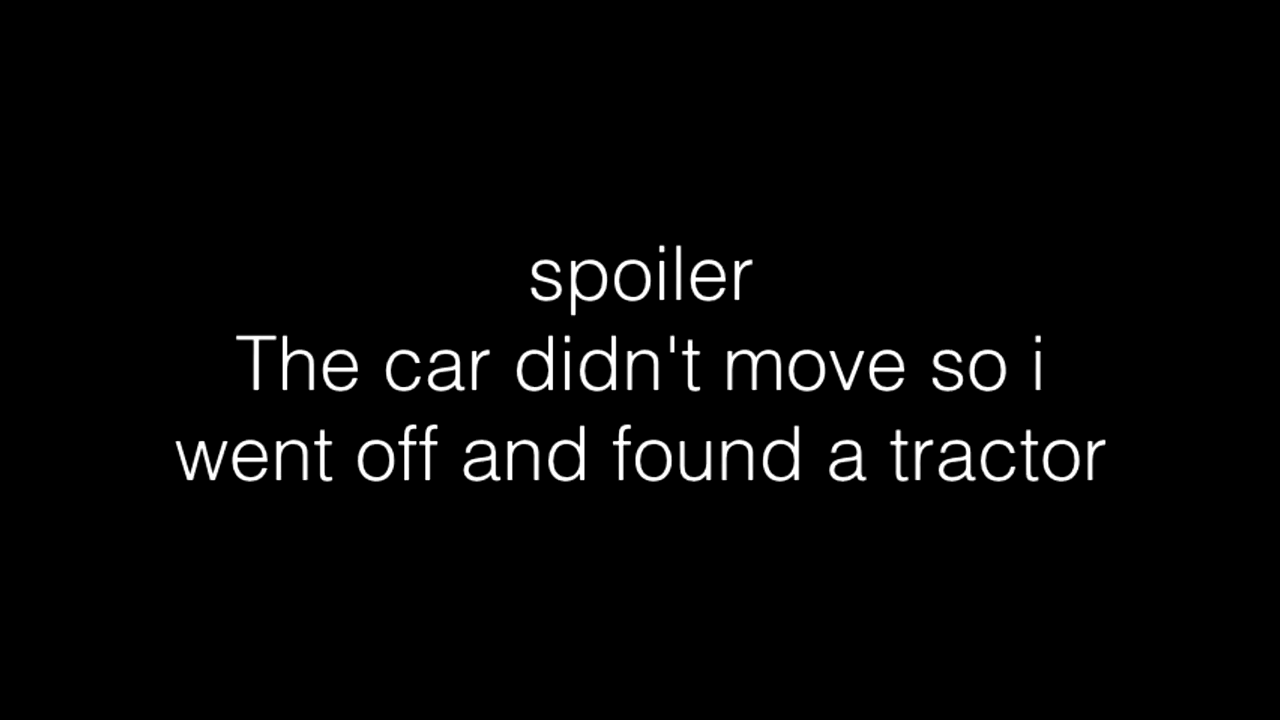 spoiler
The car didn't move so i
went off and found a tractor